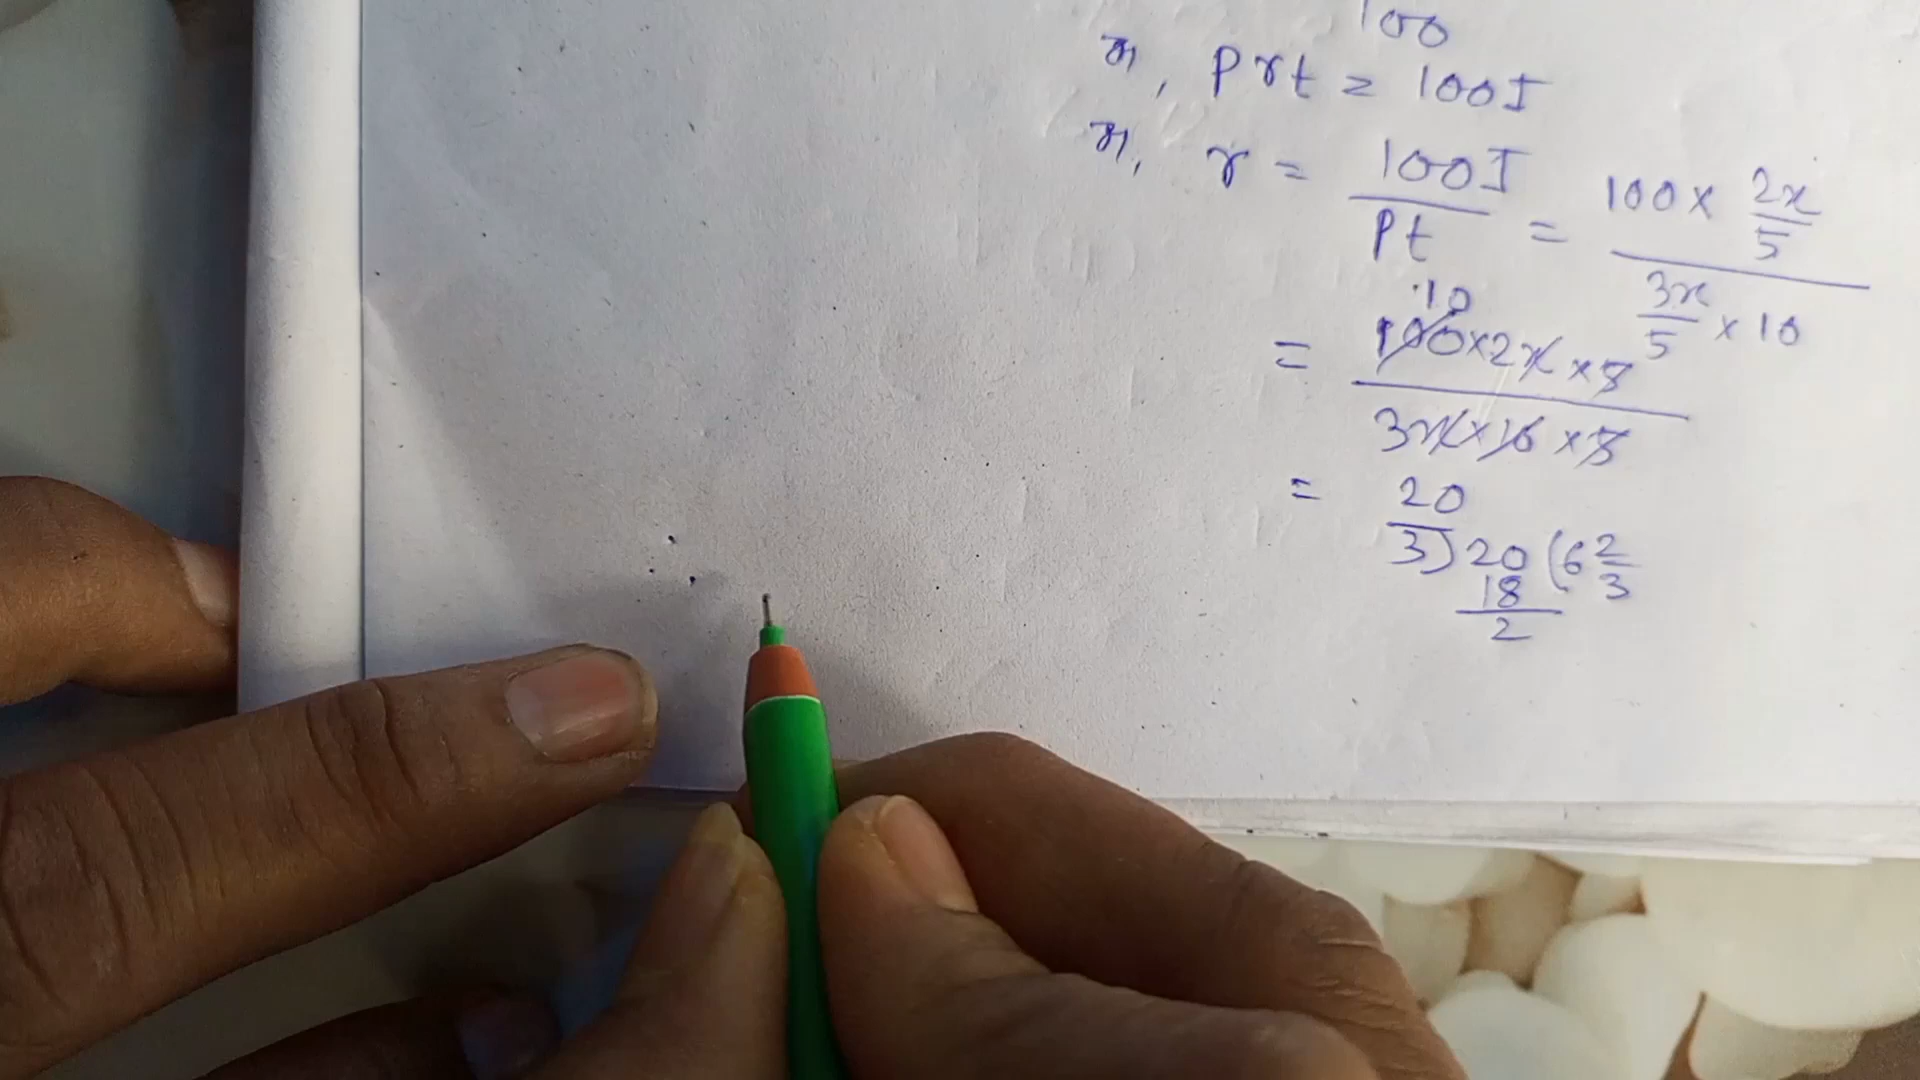 100
বা, prt = 100I
বা, r = 100I / Pt = 100 × 2x/5 / 3x/5 × 10
= 100 10 × 2x × 5 / 3x × 10 × 5
= 20 / 3) 20 (6 2/3
18
2